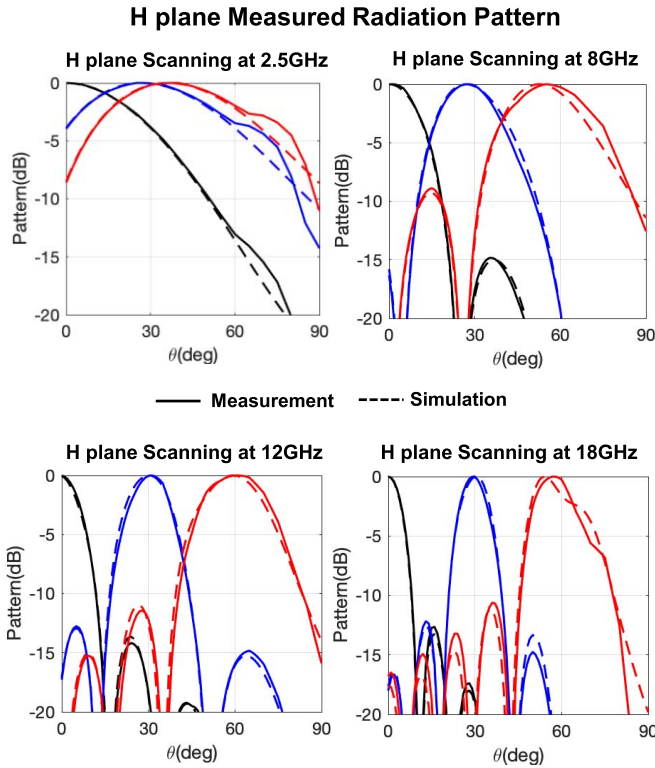 H plane Measured Radiation Pattern
H plane Scanning at 2.5GHz
0
-5
-10
-15
-20
Pattern(dB)
0 30 60 90
θ(deg)
H plane Scanning at 8GHz
0
-5
-10
-15
-20
Pattern(dB)
0 30 60 90
θ(deg)
Measurement Simulation
H plane Scanning at 12GHz
0
-5
-10
-15
-20
Pattern(dB)
0 30 60 90
θ(deg)
H plane Scanning at 18GHz
0
-5
-10
-15
-20
Pattern(dB)
0 30 60 90
θ(deg)